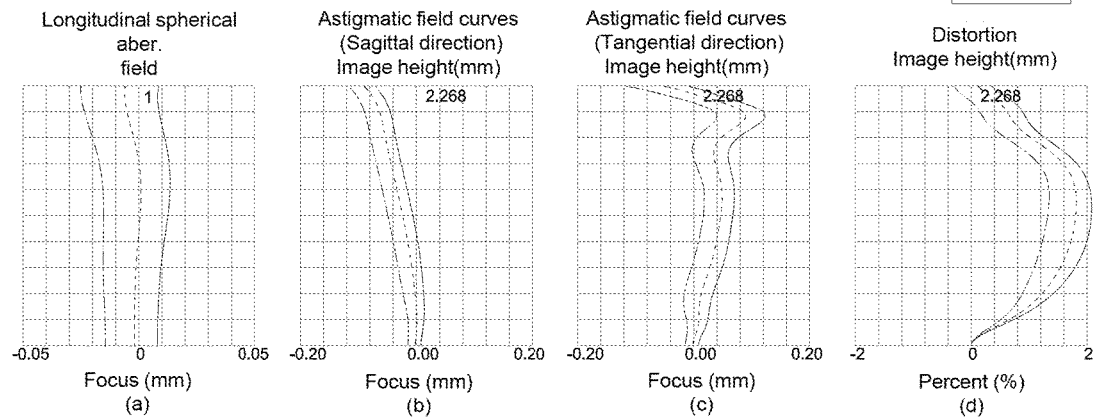 Longitudinal spherical
aber.
field
1
-0.05
0
0.05
Focus (mm)
(a)
Astigmatic field curves
(Sagittal direction)
Image height(mm)
2.268
-0.20
0.00
0.20
Focus (mm)
(b)
Astigmatic field curves
(Tangential direction)
Image height(mm)
2.268
-0.20
0.00
0.20
Focus (mm)
(c)
Distortion
Image height(mm)
2.268
-2
0
2
Percent (%)
(d)